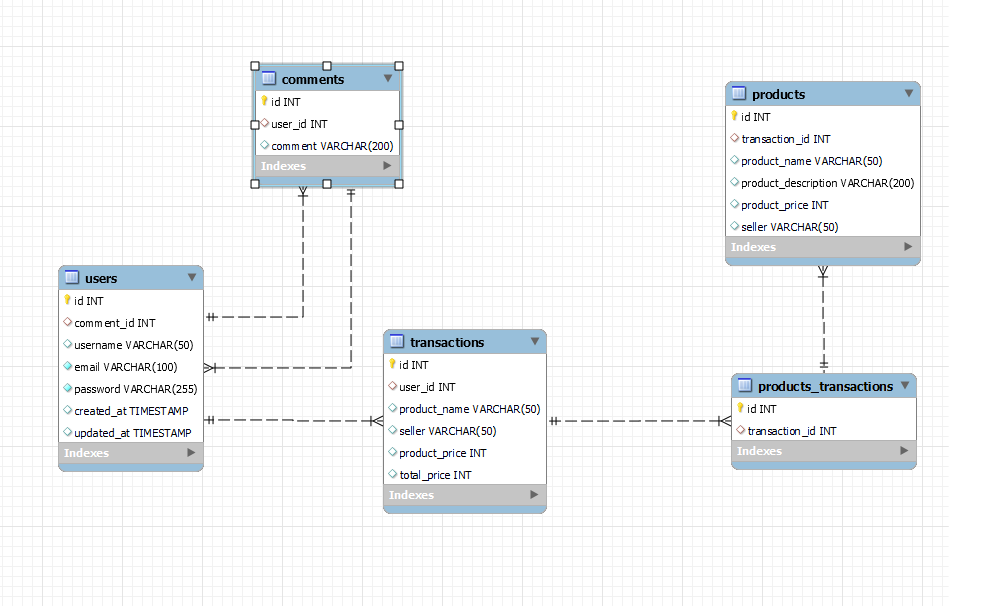 comments
id INT
user_id INT
comment VARCHAR(200)
Indexes
products
id INT
transaction_id INT
product_name VARCHAR(50)
product_description VARCHAR(200)
product_price INT
seller VARCHAR(50)
Indexes
users
id INT
comment_id INT
username VARCHAR(50)
email VARCHAR(100)
password VARCHAR(255)
created_at TIMESTAMP
updated_at TIMESTAMP
Indexes
transactions
id INT
user_id INT
product_name VARCHAR(50)
seller VARCHAR(50)
product_price INT
total_price INT
Indexes
products_transactions
id INT
transaction_id INT
Indexes